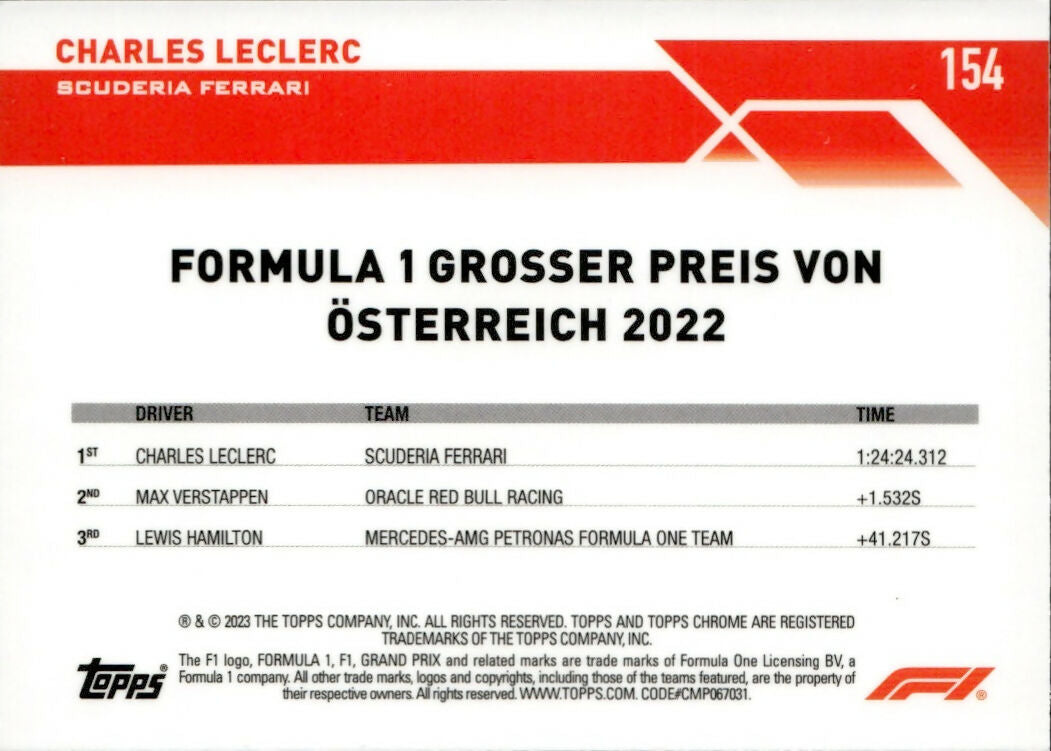 CHARLES LECLERC
154
SCUDERIA FERRARI
FORMULA 1 GROSSER PREIS VON
ÖSTERREICH 2022
DRIVER TEAM TIME
1ST CHARLES LECLERC SCUDERIA FERRARI 1:24:24.312
2ND MAX VERSTAPPEN ORACLE RED BULL RACING +1.532S
3RD LEWIS HAMILTON MERCEDES-AMG PETRONAS FORMULA ONE TEAM +41.217S
® & © 2023 THE TOPPS COMPANY, INC. ALL RIGHTS RESERVED. TOPPS AND TOPPS CHROME ARE REGISTERED
TRADEMARKS OF THE TOPPS COMPANY, INC.
The F1 logo, FORMULA 1, F1, GRAND PRIX and related marks are trade marks of Formula One Licensing BV, a
Formula 1 company. All other trade marks, logos and copyrights, including those of the teams featured, are the property of
their respective owners. All rights reserved. WWW.TOPPS.COM. CODE#CMP067031.
Topps®
F1®